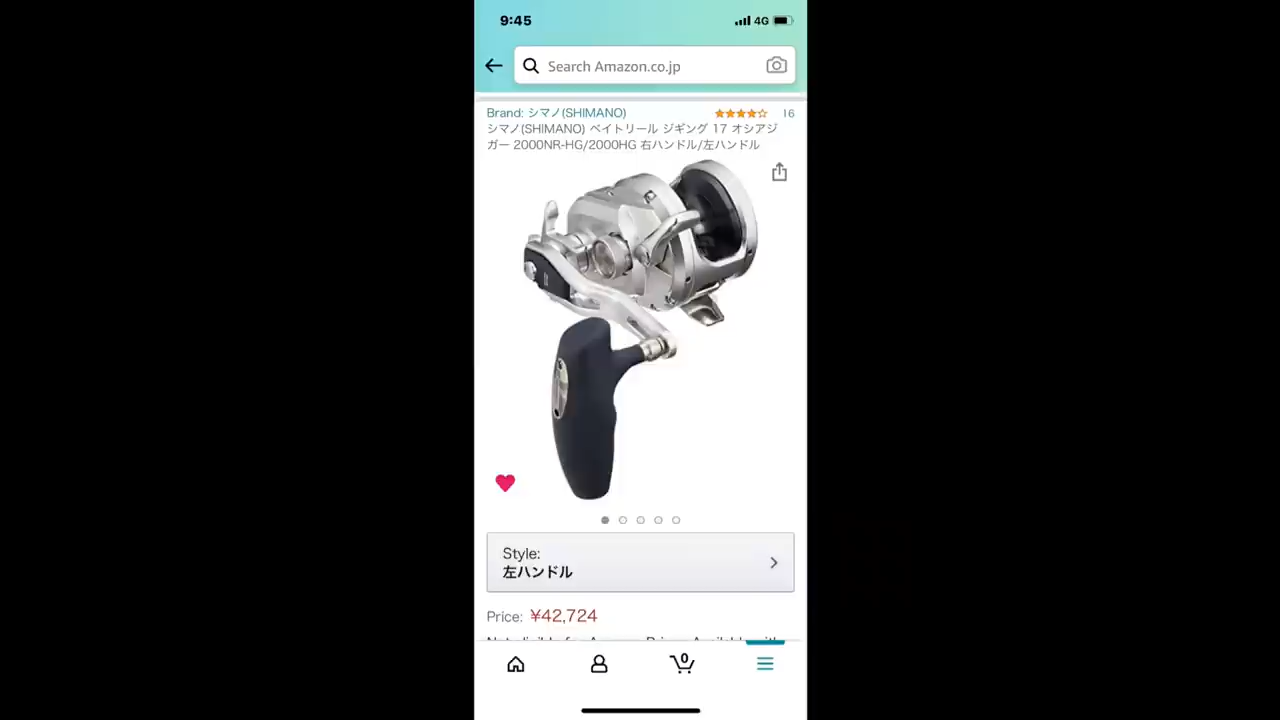 9:45
4G
Search Amazon.co.jp
Brand: シマノ(SHIMANO)
16
シマノ(SHIMANO) ベイトリール ジギング 17 オシアジ
ガー 2000NR-HG/2000HG 右ハンドル/左ハンドル
Style:
左ハンドル
Price: ¥42,724
0